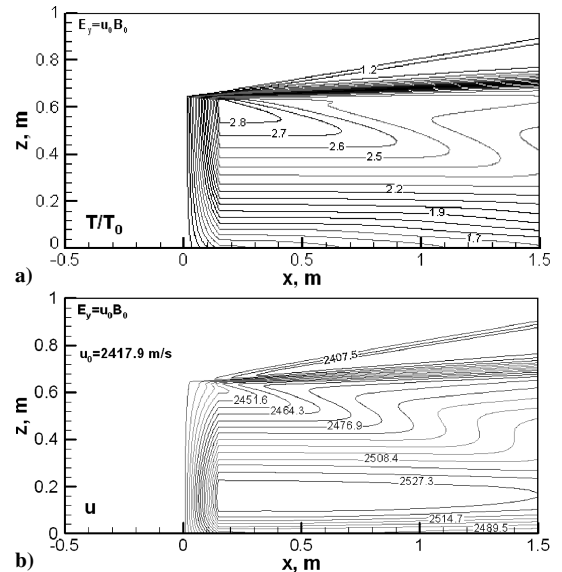 E_y=u_0B_0
1
0.8
0.6
0.4
0.2
0
z, m
1.2
2.8
2.7
2.6
2.5
2.2
1.9
1.7
T/T_0
-0.5 0 0.5 1 1.5
x, m
a)
E_y=u_0B_0
u_0=2417.9 m/s
1
0.8
0.6
0.4
0.2
0
z, m
2407.5
2451.6
2464.3
2476.9
2508.4
2527.3
2514.7
2489.5
u
-0.5 0 0.5 1 1.5
x, m
b)